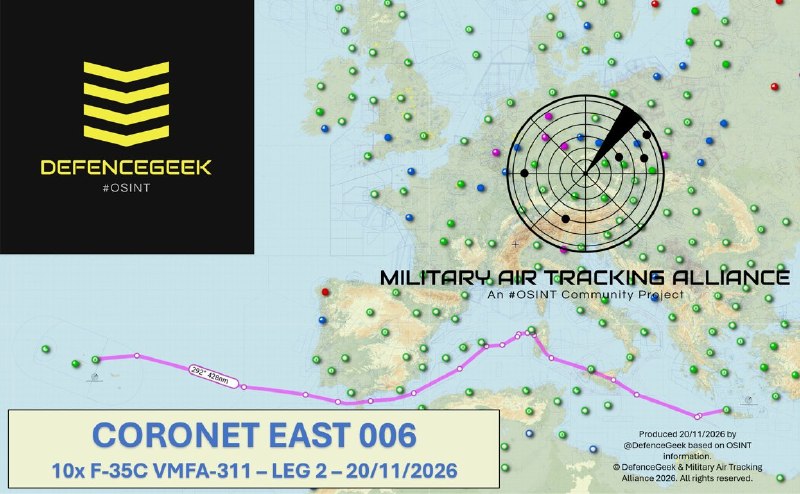 DEFENCEGEEK
#OSINT
MILITARY AIR TRACKING ALLIANCE
An #OSINT Community Project
292° 428nm
CORONET EAST 006
10x F-35C VMFA-311 – LEG 2 – 20/11/2026
Produced 20/11/2026 by
@DefenceGeek based on OSINT
information.
© DefenceGeek & Military Air Tracking
Alliance 2026. All rights reserved.